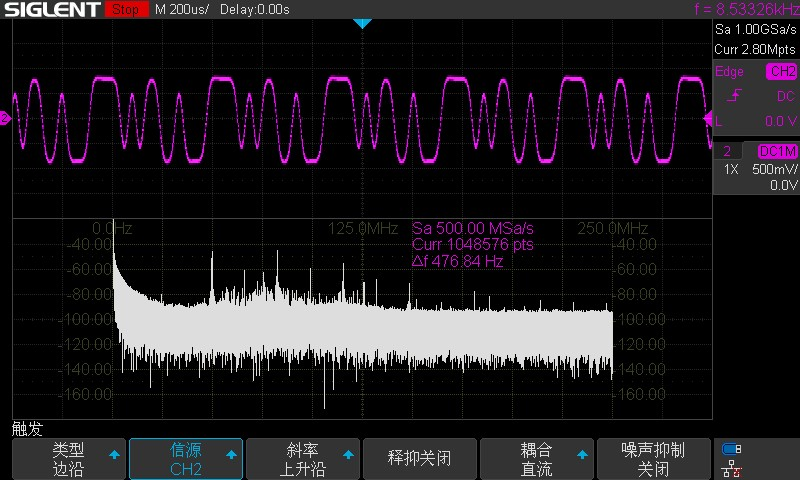 SIGLENT Stop M 200us/ Delay:0.00s f = 8.53326kHz
Sa 1.00GSa/s
Curr 2.80Mpts
Edge CH2
DC
L 0.0 V
2 DC1M
1X 500mV/
0.0V
2
0.0Hz 125.0MHz 250.0MHz
Sa 500.00 MSa/s
Curr 1048576 pts
Δf 476.84 Hz
-40.00 -40.00
-60.00 -60.00
-80.00 -80.00
-100.00 -100.00
-120.00 -120.00
-140.00 -140.00
-160.00 -160.00
触发
类型 信源 斜率 释抑关闭 耦合 噪声抑制
边沿 CH2 上升沿 直流 关闭